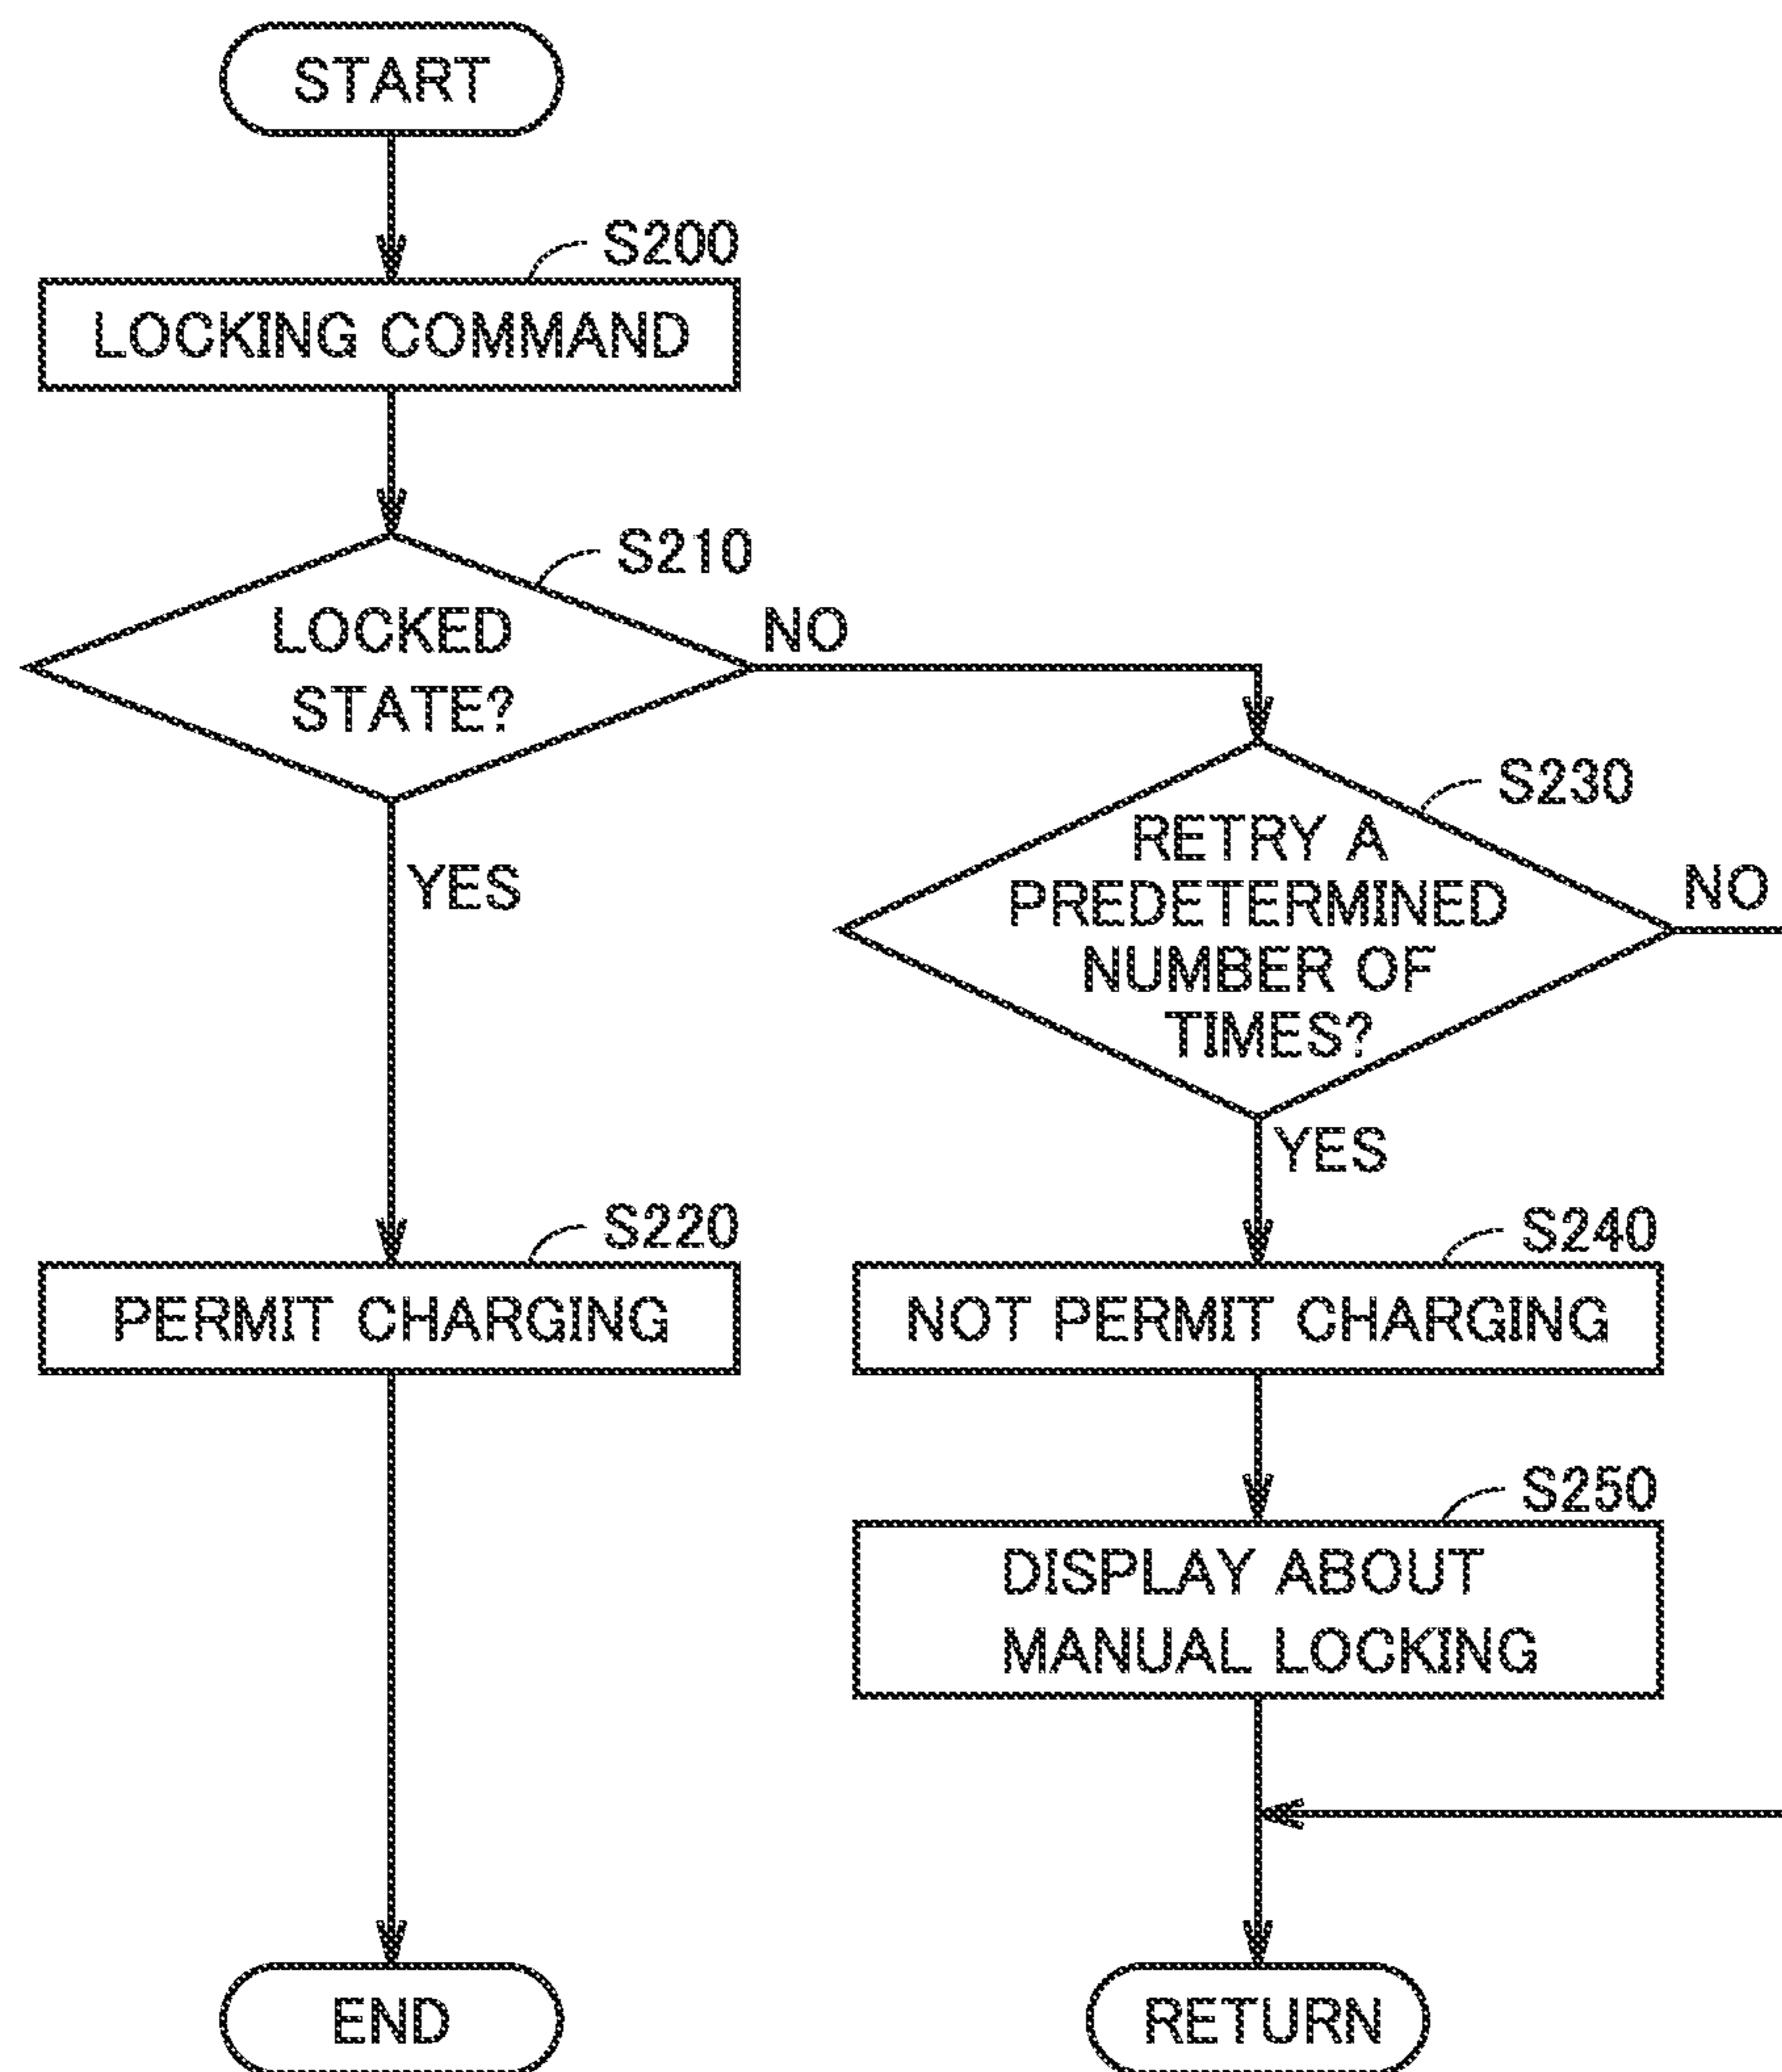 START
S200
LOCKING COMMAND
S210
LOCKED
STATE?
NO
YES
S230
RETRY A
PREDETERMINED
NUMBER OF
TIMES?
NO
YES
S220
PERMIT CHARGING
S240
NOT PERMIT CHARGING
S250
DISPLAY ABOUT
MANUAL LOCKING
END
RETURN